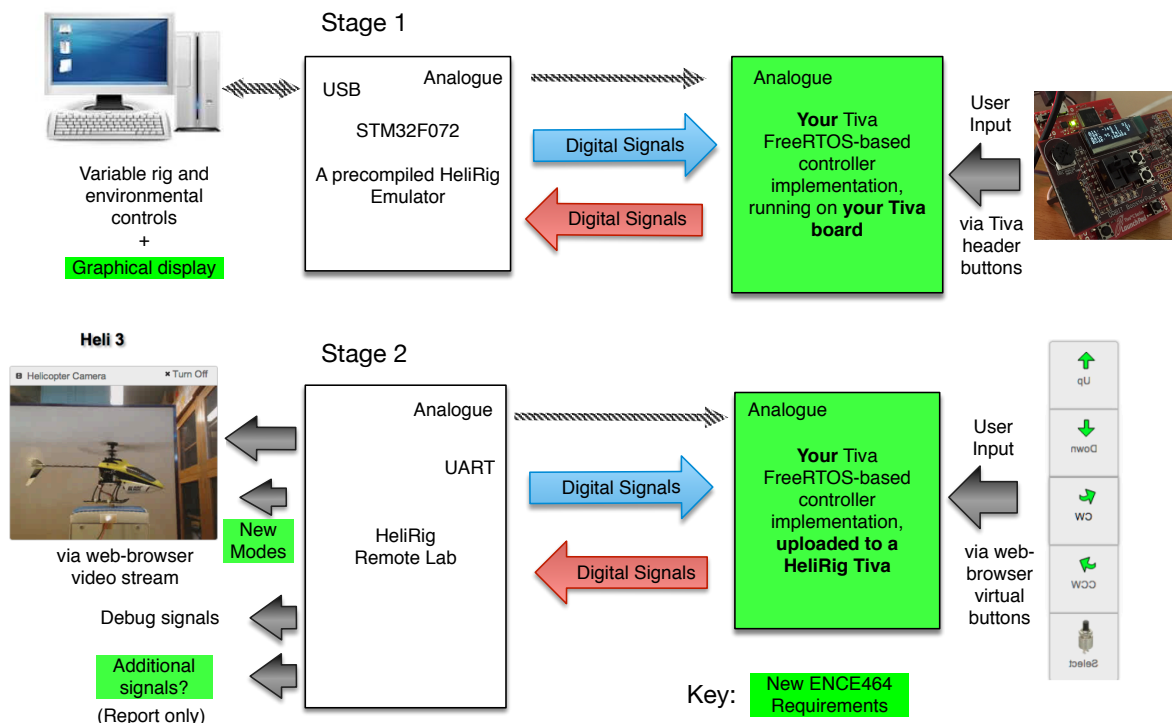 Stage 1
USB
Analogue
STM32F072
A precompiled HeliRig
Emulator
Digital Signals
Digital Signals
Analogue
Your Tiva
FreeRTOS-based
controller
implementation,
running on your Tiva
board
User
Input
via Tiva
header
buttons
Variable rig and
environmental
controls
+
Graphical display
Heli 3
Helicopter Camera
✖ Turn Off
via web-browser
video stream
Stage 2
Analogue
UART
HeliRig
Remote Lab
New
Modes
Debug signals
Additional
signals?
(Report only)
Digital Signals
Digital Signals
Analogue
Your Tiva
FreeRTOS-based
controller
implementation,
uploaded to a
HeliRig Tiva
User
Input
via web-
browser
virtual
buttons
Up
Down
CW
CCW
Select
Key:
New ENCE464
Requirements